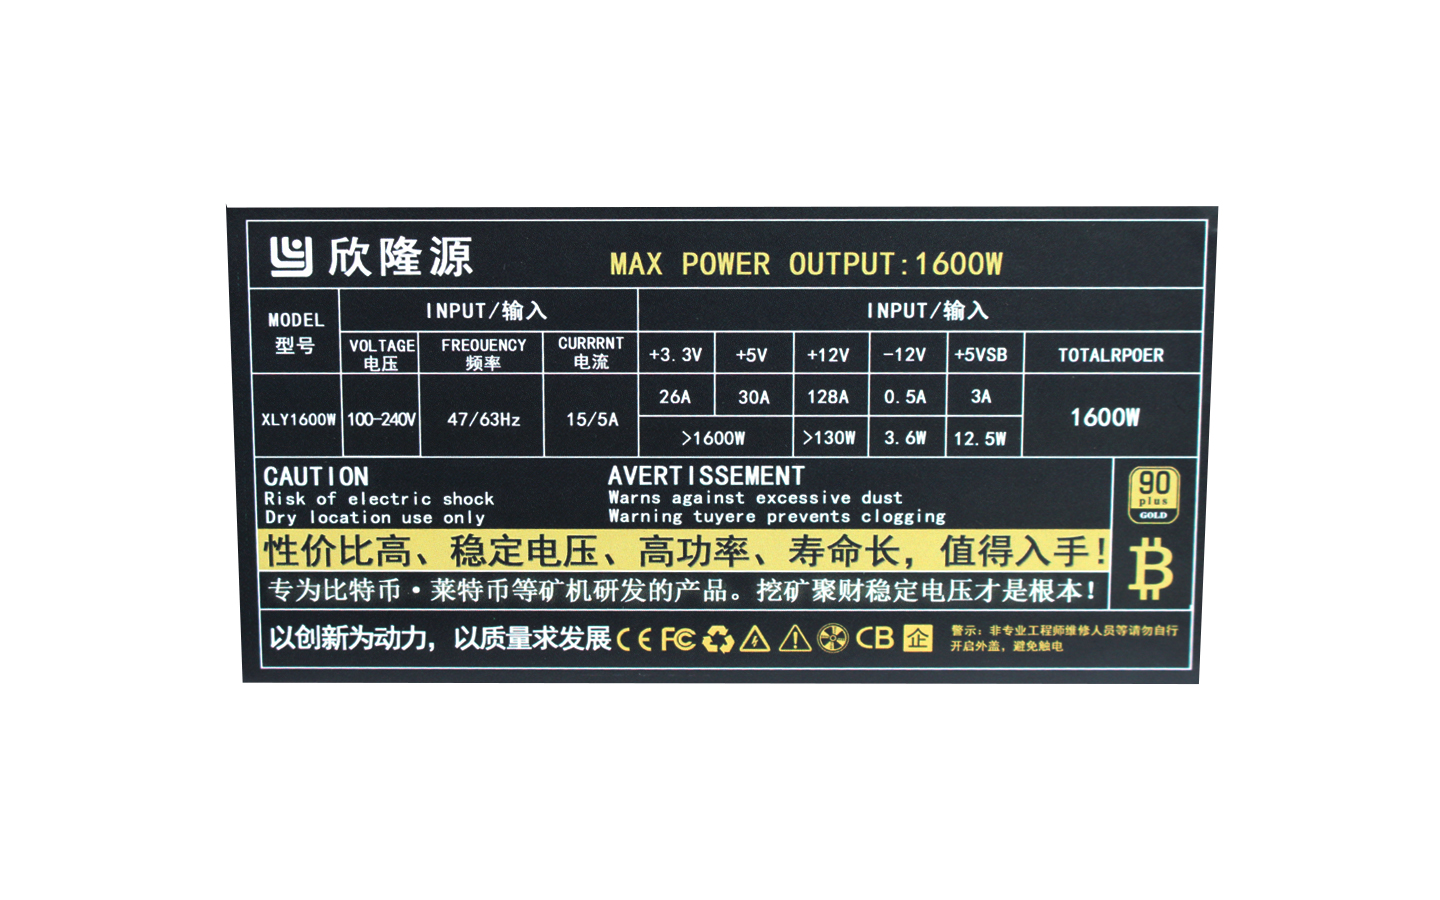 欣隆源
MAX POWER OUTPUT:1600W
MODEL
型号
INPUT/输入
INPUT/输入
VOLTAGE
电压
FREOUENCY
频率
CURRRNT
电流
+3.3V
+5V
+12V
-12V
+5VSB
TOTALRPOER
XLY1600W
100-240V
47/63Hz
15/5A
26A
30A
128A
0.5A
3A
1600W
>1600W
>130W
3.6W
12.5W
CAUTION
Risk of electric shock
Dry location use only
AVERTISSEMENT
Warns against excessive dust
Warning tuyere prevents clogging
90
plus
GOLD
性价比高、稳定电压、高功率、寿命长，值得入手！
专为比特币·莱特币等矿机研发的产品。挖矿聚财稳定电压才是根本！
以创新为动力，以质量求发展 CE FC CB 企
警示：非专业工程师维修人员等请勿自行
开启外盖，避免触电